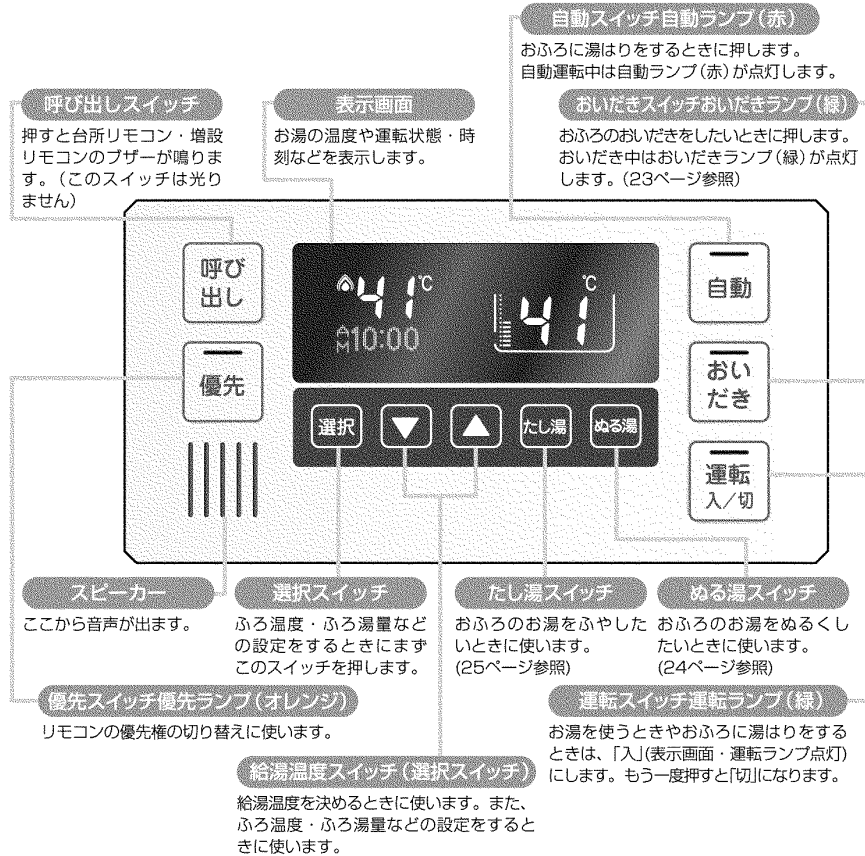 自動スイッチ自動ランプ(赤)
おふろに湯はりをするときに押します。
自動運転中は自動ランプ(赤)が点灯します。
呼び出しスイッチ
押すと台所リモコン・増設
リモコンのブザーが鳴りま
す。(このスイッチは光り
ません)
表示画面
お湯の温度や運転状態・時
刻などを表示します。
おいだきスイッチおいだきランプ(緑)
おふろのおいだきをしたいときに押します。
おいだき中はおいだきランプ(緑)が点灯
します。(23ページ参照)
呼び
出し
優先
41℃
AM10:00
℃
41
選択
▼
▲
たし湯
ぬる湯
自動
おい
だき
運転
入/切
スピーカー
ここから音声が出ます。
選択スイッチ
ふろ温度・ふろ湯量など
の設定をするときにまず
このスイッチを押します。
たし湯スイッチ
おふろのお湯をふやした
いときに使います。
(25ページ参照)
ぬる湯スイッチ
おふろのお湯をぬるくし
たいときに使います。
(24ページ参照)
優先スイッチ優先ランプ(オレンジ)
リモコンの優先権の切り替えに使います。
運転スイッチ運転ランプ(緑)
お湯を使うときやおふろに湯はりをする
ときは、「入」(表示画面・運転ランプ点灯)
にします。もう一度押すと「切」になります。
給湯温度スイッチ(選択スイッチ)
給湯温度を決めるときに使います。また、
ふろ温度・ふろ湯量などの設定をすると
きに使います。